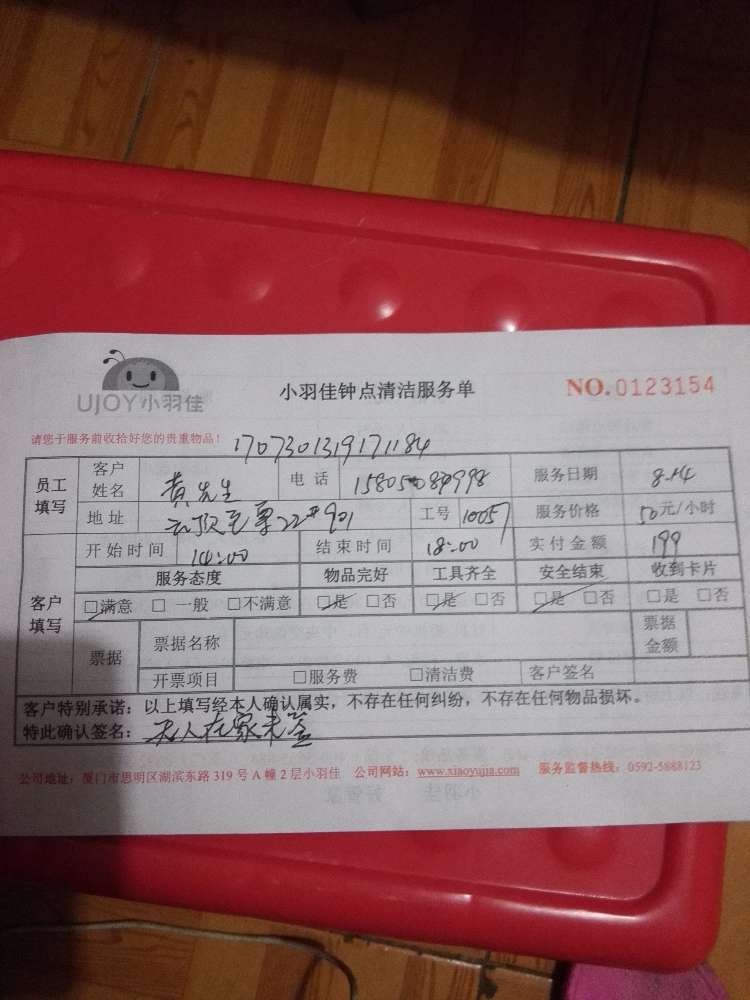 UJOY小羽佳
小羽佳钟点清洁服务单
NO.0123154
请您于服务前收拾好您的贵重物品！
170730131917 1184
员工填写 客户姓名 黄先生 电话 服务日期 8.14
地址 22#901 工号 10057 服务价格 50元/小时
开始时间 14:00 结束时间 18:00 实付金额 199
客户填写 服务态度 物品完好 工具齐全 安全结束 收到卡片
□满意 □一般 □不满意 □是 □否 □是 □否 □是 □否 □是 □否
票据 票据名称 票据金额
开票项目 □服务费 □清洁费 客户签名
客户特别承诺：以上填写经本人确认属实，不存在任何纠纷，不存在任何物品损坏。
特此确认签名：无人在家未签
公司地址：厦门市思明区湖滨东路 319 号 A 幢 2 层小羽佳 公司网站：www.xiaoyujia.com 服务监督热线：0592-5888123